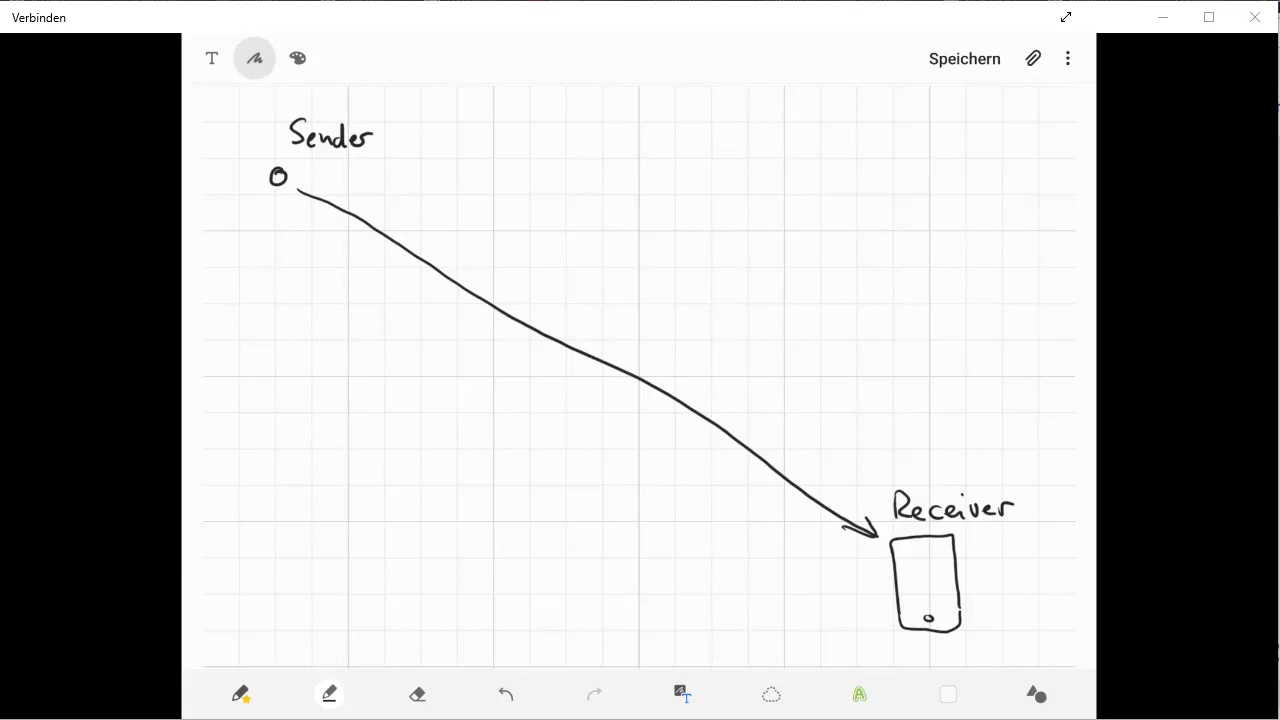 Verbinden
T
Speichern
Sender
Receiver
T
A